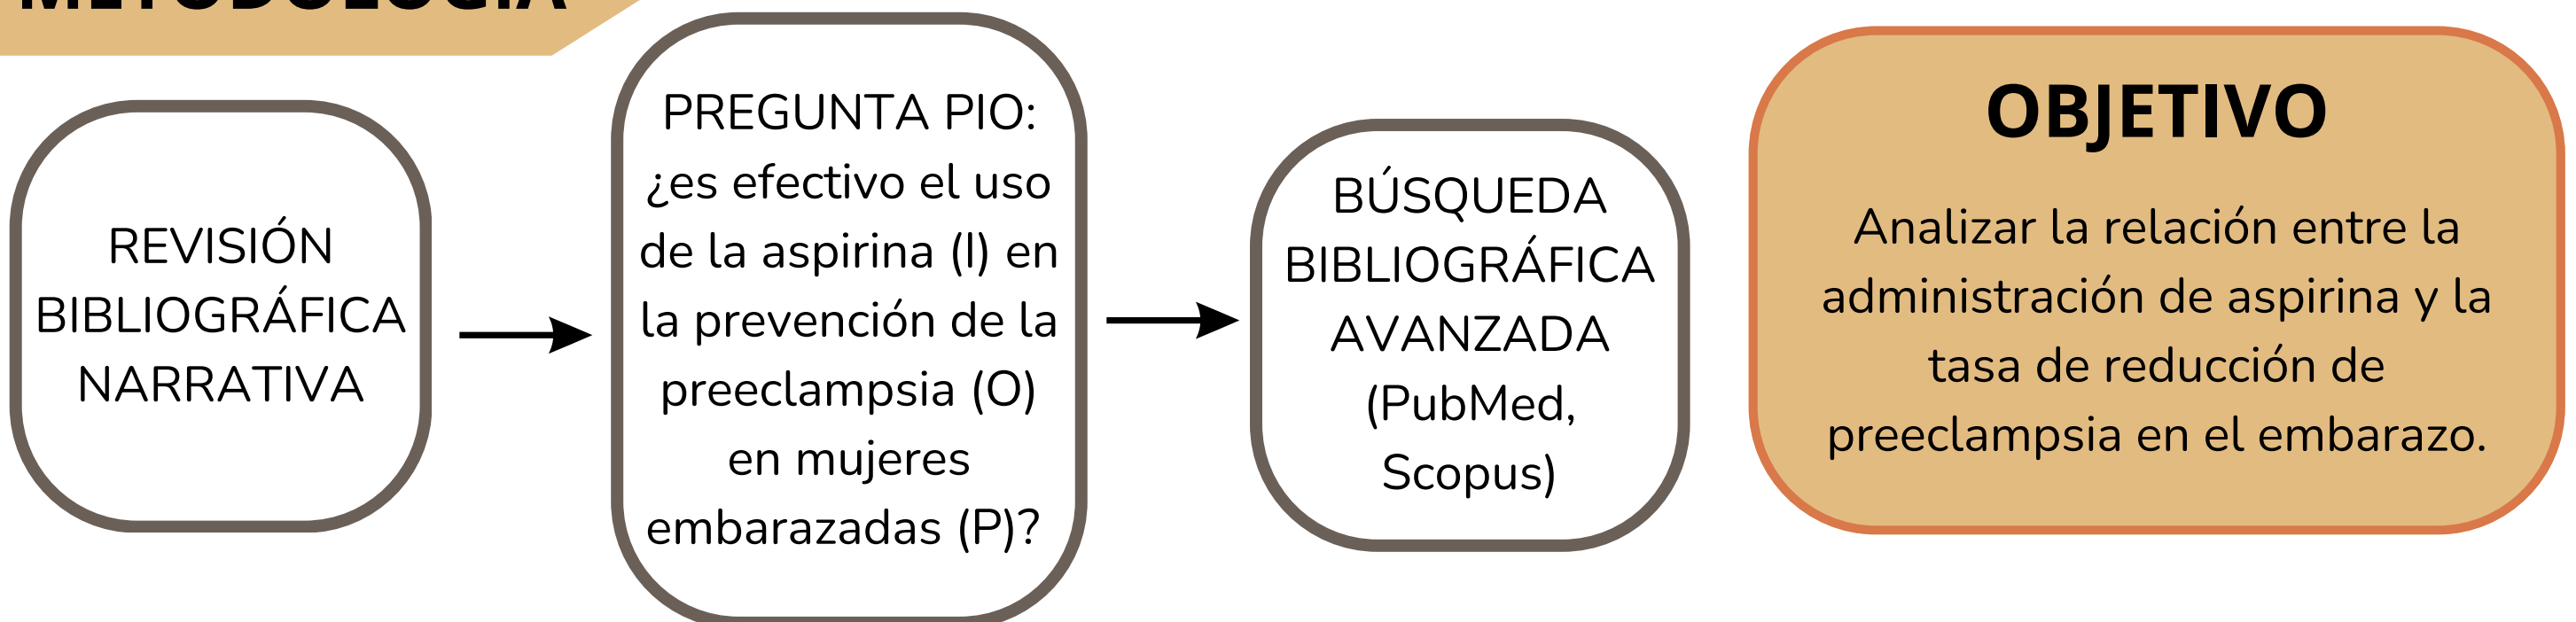 METODOLOGÍA
REVISIÓN
BIBLIOGRÁFICA
NARRATIVA
PREGUNTA PIO:
¿es efectivo el uso
de la aspirina (I) en
la prevención de la
preeclampsia (O)
en mujeres
embarazadas (P)?
BÚSQUEDA
BIBLIOGRÁFICA
AVANZADA
(PubMed,
Scopus)
OBJETIVO
Analizar la relación entre la
administración de aspirina y la
tasa de reducción de
preeclampsia en el embarazo.